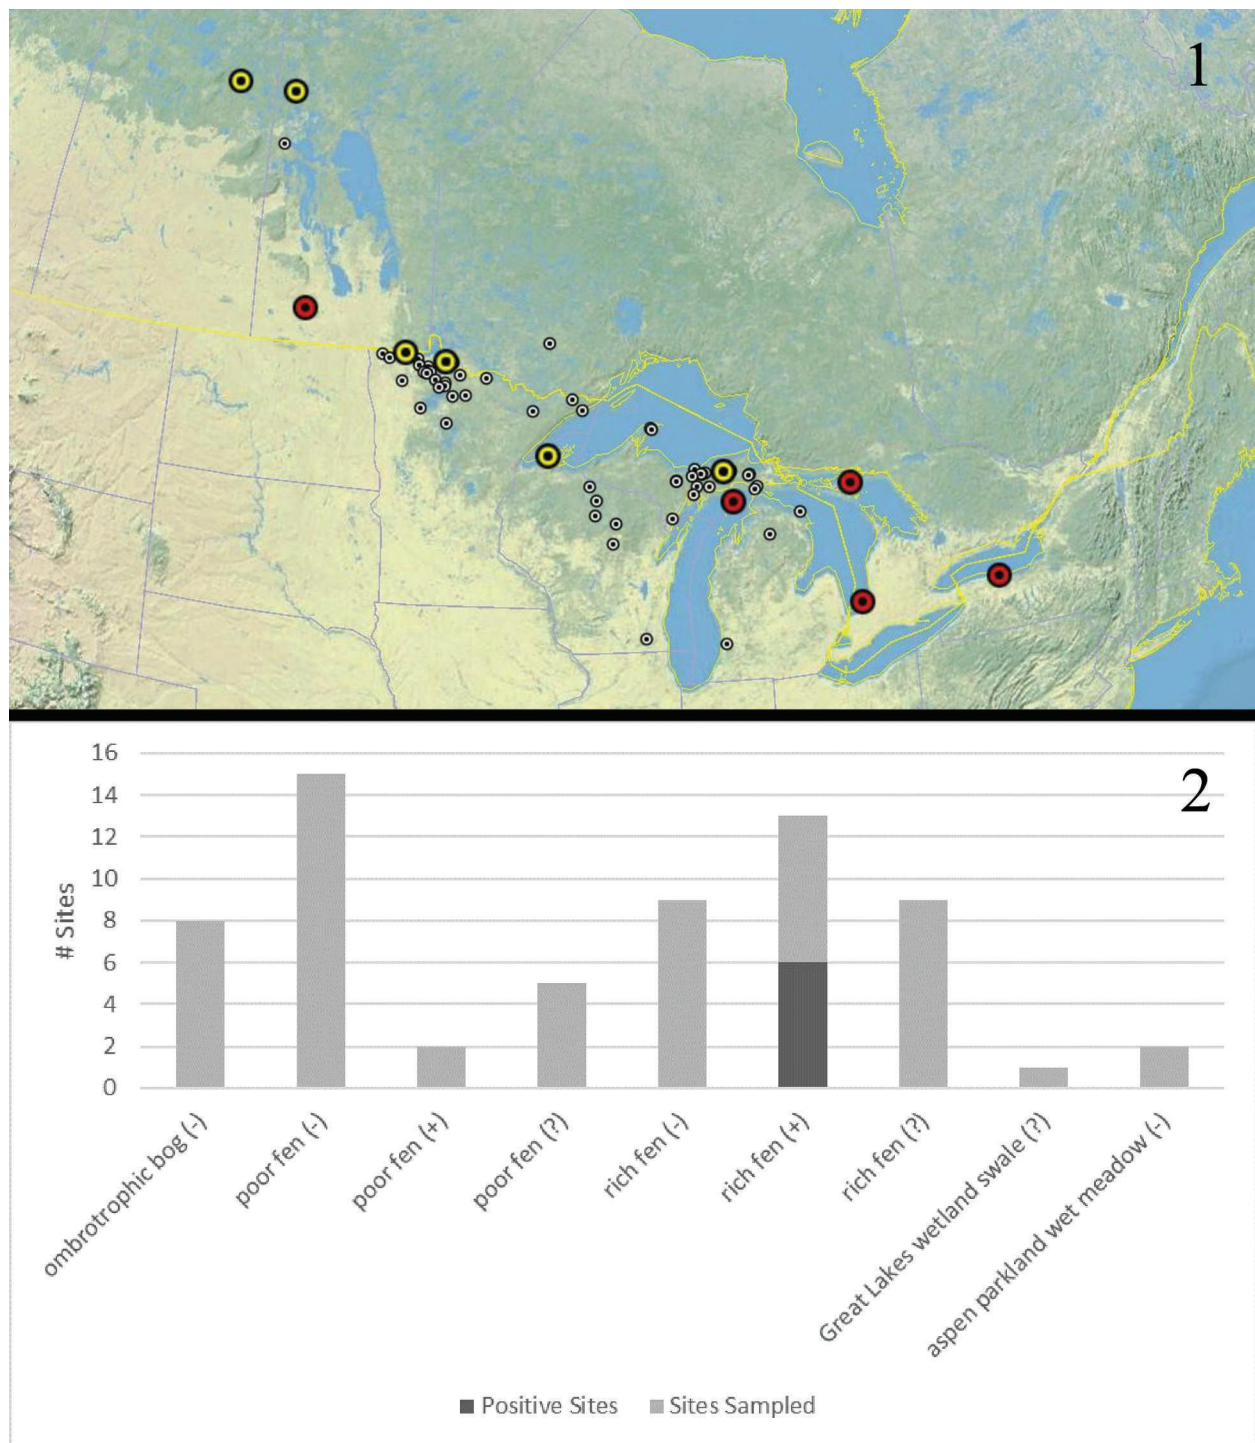 1
2
16
14
12
10
8
6
4
2
0
# Sites
ombrotrophic bog (-)
poor fen (-)
poor fen (+)
poor fen (?)
rich fen (-)
rich fen (+)
rich fen (?)
Great Lakes wetland swale (?)
aspen parkland wet meadow (-)
Positive Sites
Sites Sampled